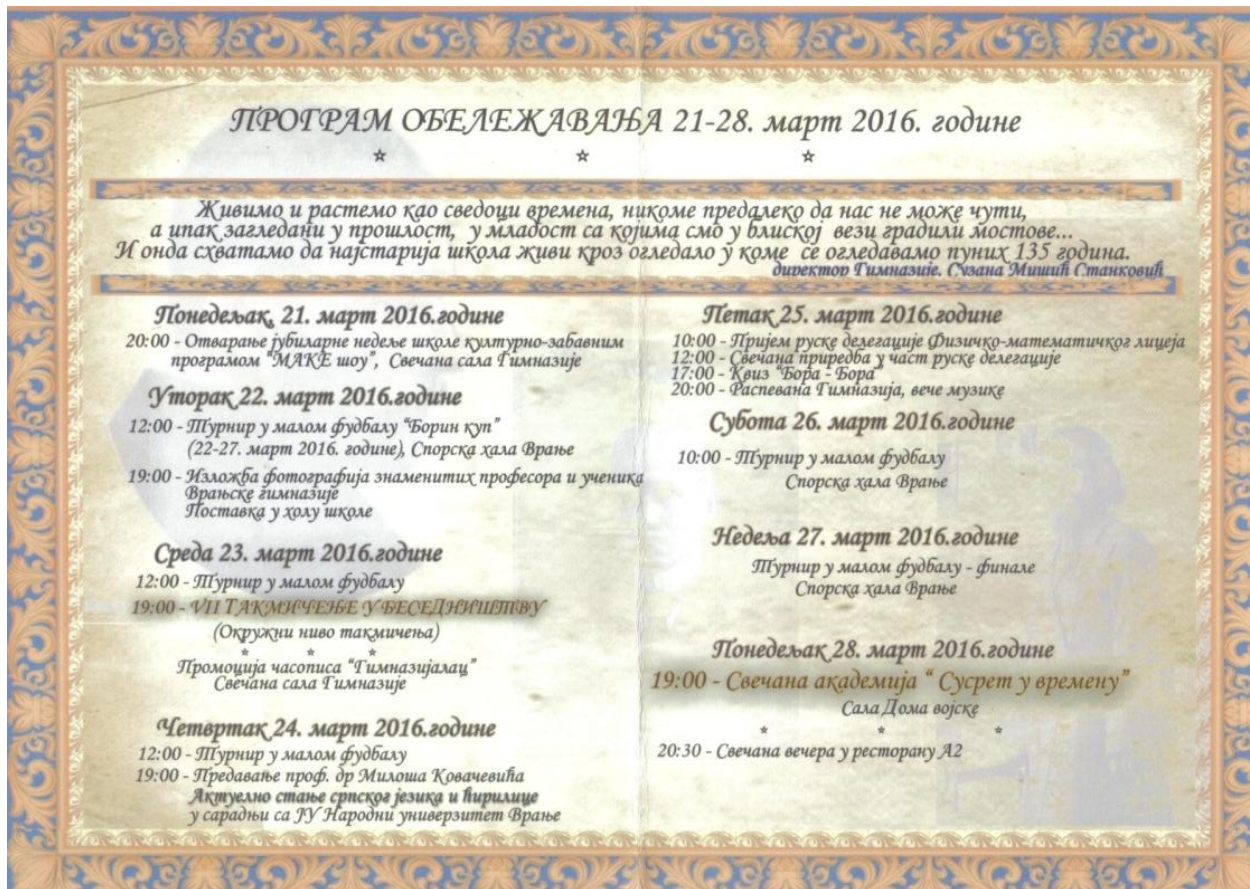 ПРОГРАМ ОБЕЛЕЖАВАЊА 21-28. март 2016. године
Живимо и растемо као сведоци времена, никоме предалеко да нас не може чути,
а ипак загледани у прошлост, у младост са којима смо у блиској вези градили мостове...
И онда схватамо да најстарија школа живи кроз огледало у коме се огледавамо пуних 135 година.
директор Гимназије, Сузана Мишић Станковић
Понедељак, 21. март 2016.године
20:00 - Отварање јубиларне недеље школе културно-забавним
програмом "МАКЕ шоу", Свечана сала Гимназије
Уторак 22. март 2016.године
12:00 - Турнир у малом фудбалу "Борин куп"
(22-27. март 2016. године), Спорска хала Врање
19:00 - Изложба фотографија знаменитих професора и ученика
Врањске гимназије
Поставка у холу школе
Среда 23. март 2016.године
12:00 - Турнир у малом фудбалу
19:00 - VII ТАКМИЧЕЊЕ У БЕСЕДНИШТВУ
(Окружни ниво такмичења)
Промоција часописа "Гимназијалац"
Свечана сала Гимназије
Четвртак 24. март 2016.године
12:00 - Турнир у малом фудбалу
19:00 - Предавање проф. др Милоша Ковачевића
Актуелно стање српског језика и ћирилице
у сарадњи са ЈУ Народни универзитет Врање
Петак 25. март 2016.године
10:00 - Пријем руске делегације Физичко-математичког лицеја
12:00 - Свечана приредба у част руске делегације
17:00 - Квиз "Бора - Бора"
20:00 - Распевана Гимназија, вече музике
Субота 26. март 2016.године
10:00 - Турнир у малом фудбалу
Спорска хала Врање
Недеља 27. март 2016.године
Турнир у малом фудбалу - финале
Спорска хала Врање
Понедељак 28. март 2016.године
19:00 - Свечана академија " Сусрет у времену"
Сала Дома војске
20:30 - Свечана вечера у ресторану А2